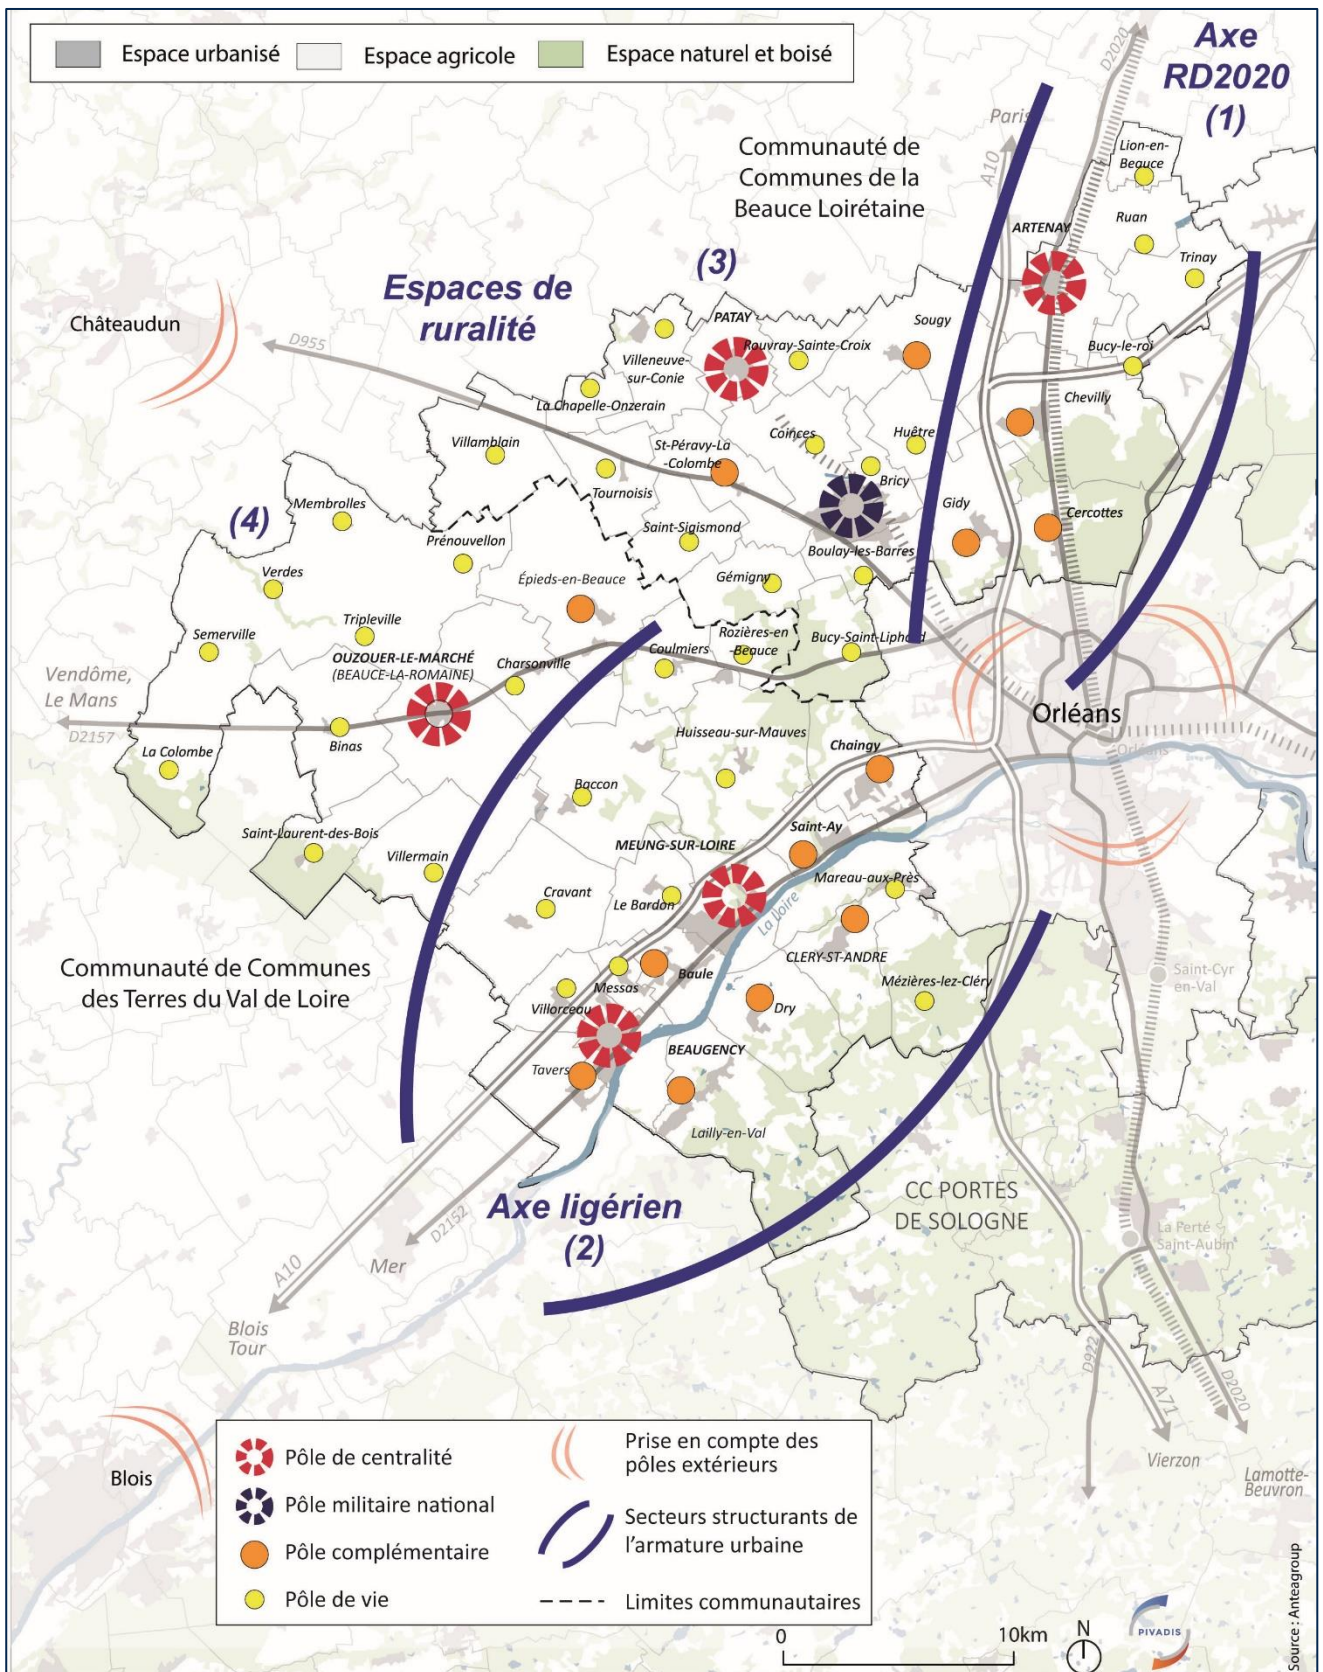 Espace urbanisé
Espace agricole
Espace naturel et boisé
Axe
RD2020
(1)
D2020
Paris
A10
Communauté de
Communes de la
Beauce Loirétaine
Lion-en-
Beauce
Ruan
ARTENAY
Trinay
(3)
Espaces de
ruralité
Châteaudun
D955
PATAY
Sougy
Villeneuve-
sur-Conie
Rouvray-Sainte-Croix
Bucy-le-roi
La Chapelle-Onzerain
Chevilly
Villamblain
St-Péravy-La
-Colombe
Coinces
Huêtre
Tournoisis
Bricy
Membrolles
(4)
Gidy
Cercottes
Prénouvellon
Saint-Sigismond
Boulay-les-Barres
Verdes
Épieds-en-Beauce
Gémigny
Tripleville
Semerville
OUZOUER-LE-MARCHÉ
(BEAUCE-LA-ROMAINE)
Charsonville
Coulmiers
Rozières-en
-Beauce
Bucy-Saint-Liphard
Vendôme,
Le Mans
D2157
Binas
Orléans
Orléans
La Colombe
Huisseau-sur-Mauves
Chaingy
Baccon
Saint-Laurent-des-Bois
Villermain
MEUNG-SUR-LOIRE
Saint-Ay
Mareau-aux-Près
Cravant
Le Bardon
La Loire
CLERY-ST-ANDRE
Communauté de Communes
des Terres du Val de Loire
Baule
Messas
Mézières-lez-Cléry
Saint-Cyr
en-Val
Villorceau
Dry
BEAUGENCY
Tavers
Lailly-en-Val
CC PORTES
DE SOLOGNE
Axe ligérien
(2)
D2152
Mer
A10
La Ferté
Saint-Aubin
Blois
Tour
D922
D2020
A71
Vierzon
Lamotte-
Beuvron
Blois
Pôle de centralité
Pôle militaire national
Pôle complémentaire
Pôle de vie
Prise en compte des
pôles extérieurs
Secteurs structurants de
l'armature urbaine
Limites communautaires
0
10km
N
PIVADIS
Source : Anteagroup